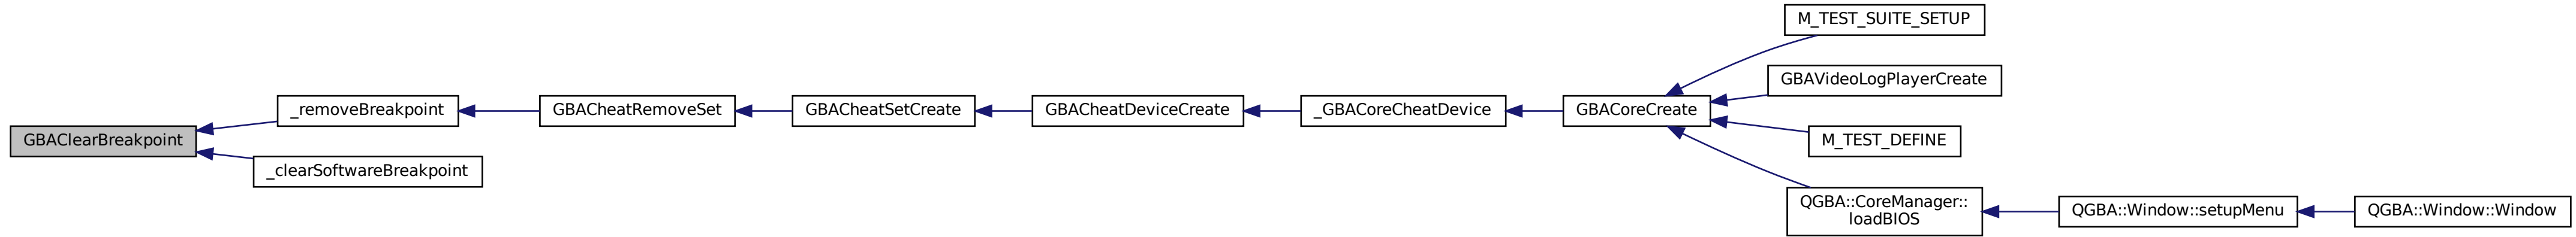 GBAClearBreakpoint
_removeBreakpoint
_clearSoftwareBreakpoint
GBACheatRemoveSet
GBACheatSetCreate
GBACheatDeviceCreate
_GBACoreCheatDevice
GBACoreCreate
M_TEST_SUITE_SETUP
GBAVideoLogPlayerCreate
M_TEST_DEFINE
QGBA::CoreManager::
loadBIOS
QGBA::Window::setupMenu
QGBA::Window::Window